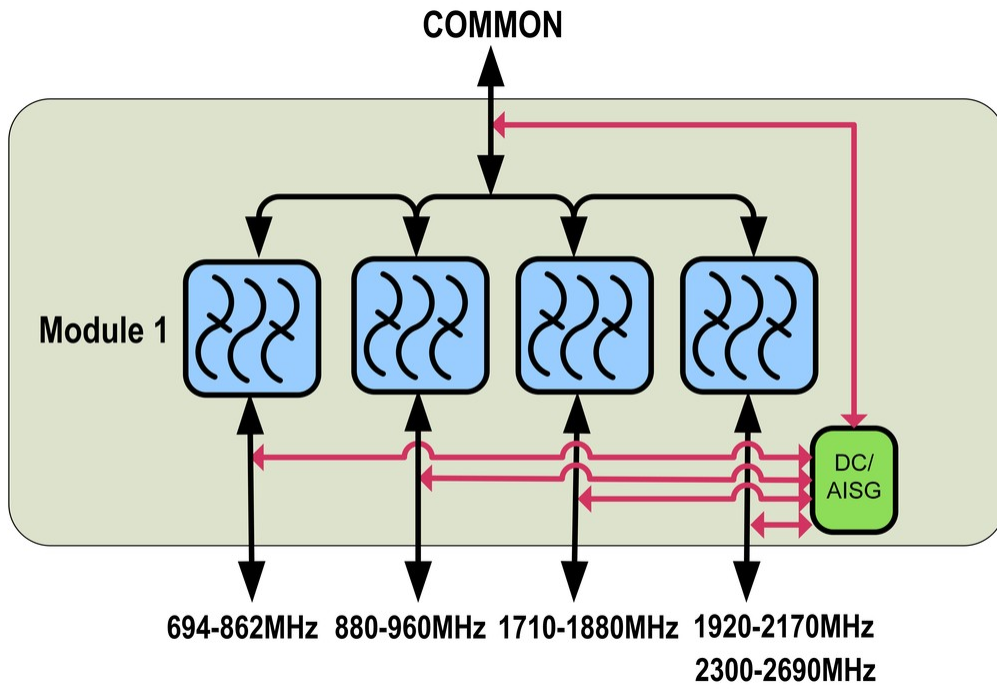 COMMON
Module 1
DC/
AISG
694-862MHz 880-960MHz 1710-1880MHz 1920-2170MHz
2300-2690MHz